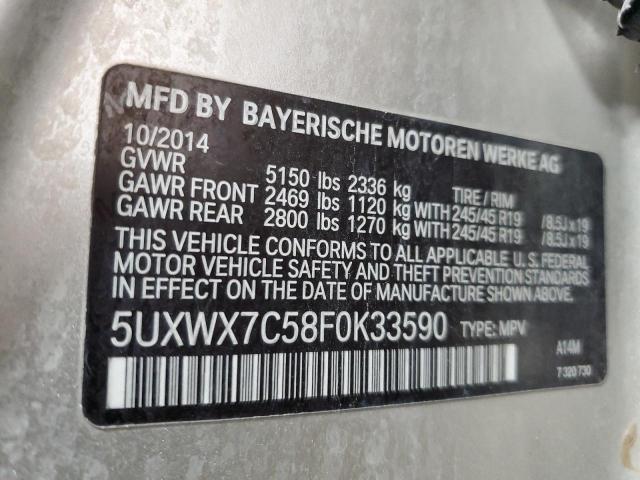 MFD BY BAYERISCHE MOTOREN WERKE AG
10/2014
GVWR 5150 lbs 2336 kg TIRE / RIM
GAWR FRONT 2469 lbs 1120 kg WITH 245/45 R19 / 8.5J x 19
GAWR REAR 2800 lbs 1270 kg WITH 245/45 R19 / 8.5J x 19
THIS VEHICLE CONFORMS TO ALL APPLICABLE U. S. FEDERAL
MOTOR VEHICLE SAFETY AND THEFT PREVENTION STANDARDS
IN EFFECT ON THE DATE OF MANUFACTURE SHOWN ABOVE.
5UXWX7C58F0K33590 TYPE: MPV
A14M
7 320 730